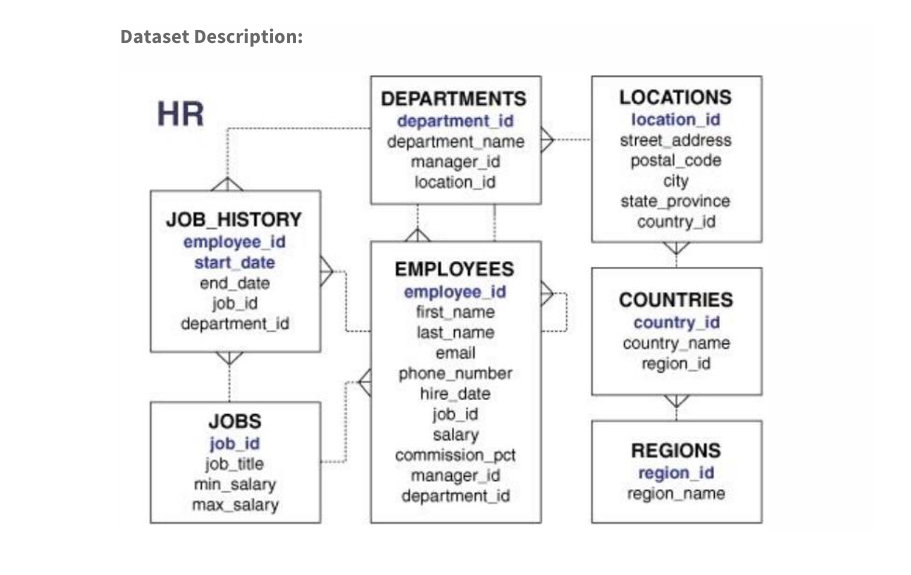 Dataset Description:
HR
DEPARTMENTS
department_id
department_name
manager_id
location_id
LOCATIONS
location_id
street_address
postal_code
city
state_province
country_id
JOB_HISTORY
employee_id
start_date
end_date
job_id
department_id
EMPLOYEES
employee_id
first_name
last_name
email
phone_number
hire_date
job_id
salary
commission_pct
manager_id
department_id
COUNTRIES
country_id
country_name
region_id
JOBS
job_id
job_title
min_salary
max_salary
REGIONS
region_id
region_name